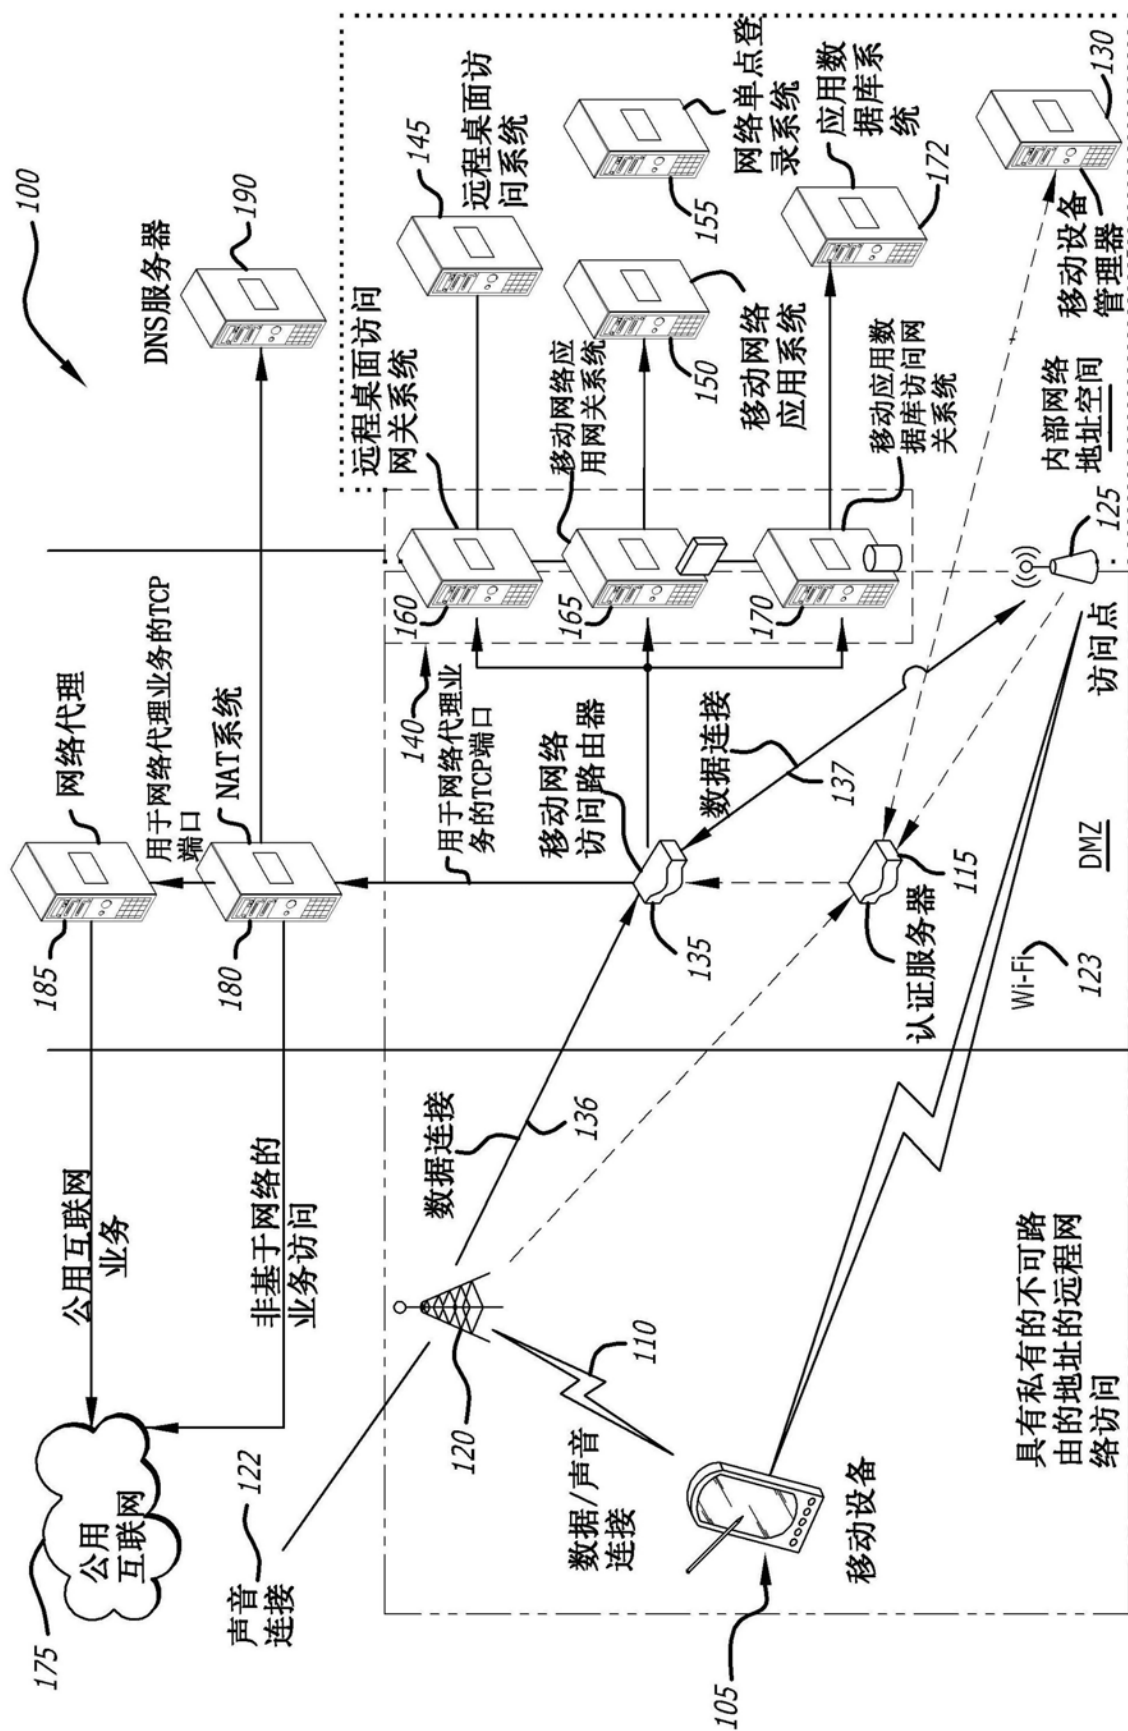 100
DNS服务器
190
网络代理
185
用于网络代理业务的TCP
端口
NAT系统
180
公用互联网
业务
非基于网络的
业务访问
公用
互联网
175
声音
连接
122
远程桌面访问
网关系统
160
140
远程桌面访
问系统
145
移动网络应
用网关系统
165
移动网络
应用系统
150
网络单点登
录系统
155
移动应用数
据库访问网
关系统
170
应用数
据库系
统
172
移动设备
管理器
130
内部网络
地址空间
用于网络代理业
务的TCP端口
移动网络
访问路由器
135
数据连接
137
数据连接
136
认证服务器
115
访问点
125
DMZ
Wi-Fi
123
120
110
数据/声音
连接
移动设备
105
具有私有的不可路
由的地址的远程网
络访问